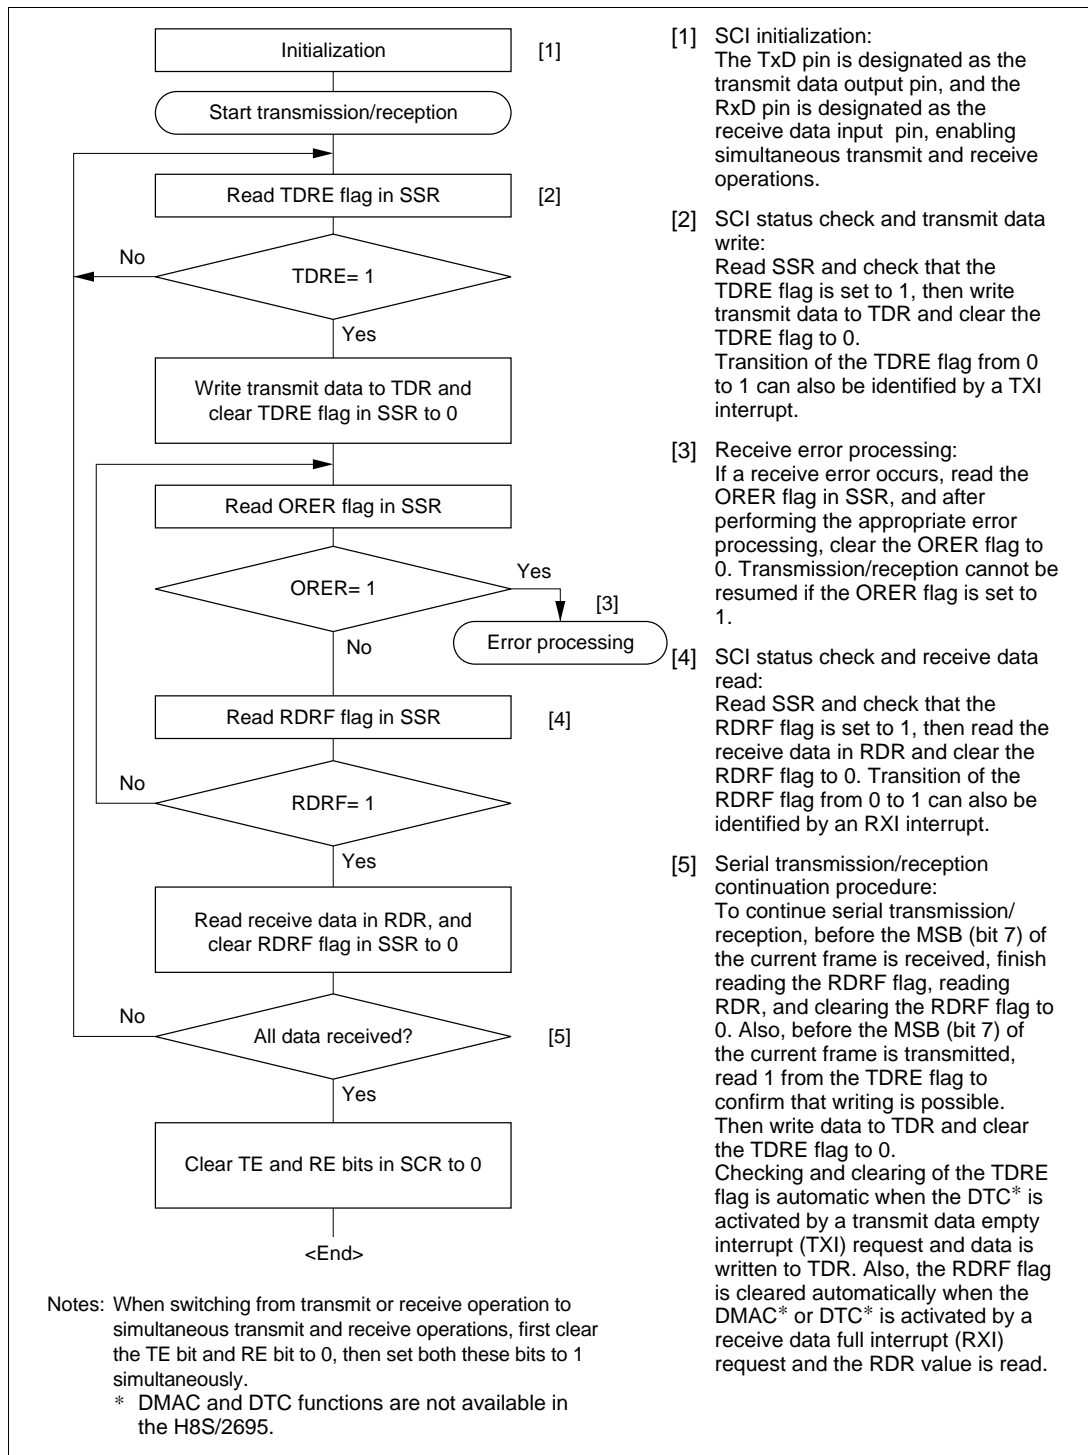 Initialization
[1]
Start transmission/reception
Read TDRE flag in SSR
[2]
No
TDRE= 1
Yes
Write transmit data to TDR and
clear TDRE flag in SSR to 0
Read ORER flag in SSR
ORER= 1
Yes
[3]
Error processing
No
Read RDRF flag in SSR
[4]
No
RDRF= 1
Yes
Read receive data in RDR, and
clear RDRF flag in SSR to 0
No
All data received?
[5]
Yes
Clear TE and RE bits in SCR to 0
<End>
Notes: When switching from transmit or receive operation to
simultaneous transmit and receive operations, first clear
the TE bit and RE bit to 0, then set both these bits to 1
simultaneously.
* DMAC and DTC functions are not available in
the H8S/2695.
[1] SCI initialization:
The TxD pin is designated as the
transmit data output pin, and the
RxD pin is designated as the
receive data input pin, enabling
simultaneous transmit and receive
operations.
[2] SCI status check and transmit data
write:
Read SSR and check that the
TDRE flag is set to 1, then write
transmit data to TDR and clear the
TDRE flag to 0.
Transition of the TDRE flag from 0
to 1 can also be identified by a TXI
interrupt.
[3] Receive error processing:
If a receive error occurs, read the
ORER flag in SSR, and after
performing the appropriate error
processing, clear the ORER flag to
0. Transmission/reception cannot be
resumed if the ORER flag is set to
1.
[4] SCI status check and receive data
read:
Read SSR and check that the
RDRF flag is set to 1, then read the
receive data in RDR and clear the
RDRF flag to 0. Transition of the
RDRF flag from 0 to 1 can also be
identified by an RXI interrupt.
[5] Serial transmission/reception
continuation procedure:
To continue serial transmission/
reception, before the MSB (bit 7) of
the current frame is received, finish
reading the RDRF flag, reading
RDR, and clearing the RDRF flag to
0. Also, before the MSB (bit 7) of
the current frame is transmitted,
read 1 from the TDRE flag to
confirm that writing is possible.
Then write data to TDR and clear
the TDRE flag to 0.
Checking and clearing of the TDRE
flag is automatic when the DTC* is
activated by a transmit data empty
interrupt (TXI) request and data is
written to TDR. Also, the RDRF flag
is cleared automatically when the
DMAC* or DTC* is activated by a
receive data full interrupt (RXI)
request and the RDR value is read.